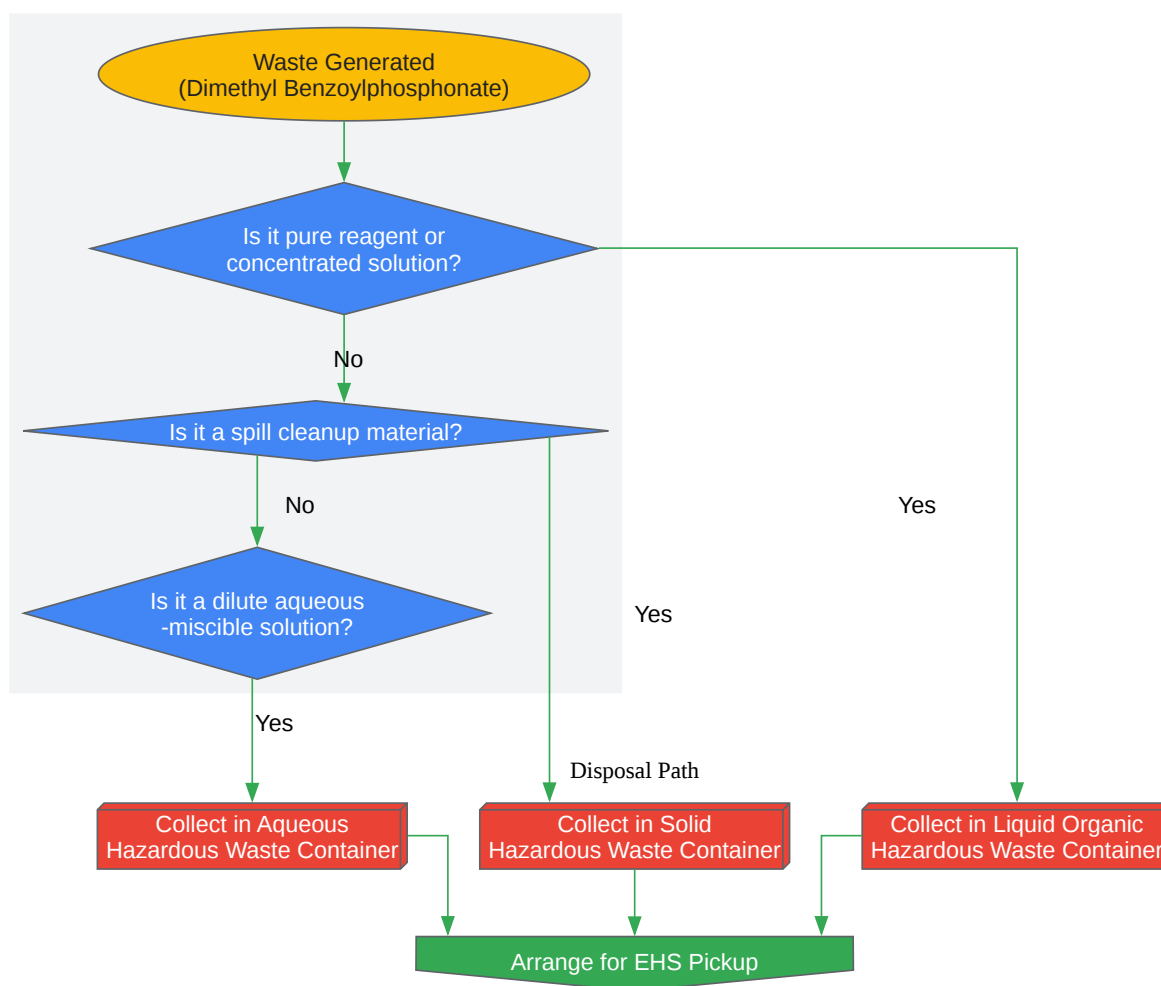 Waste Generated
(Dimethyl Benzoylphosphonate)
Is it pure reagent or
concentrated solution?
No
Is it a spill cleanup material?
No
Yes
Is it a dilute aqueous
-miscible solution?
Yes
Yes
Disposal Path
Collect in Aqueous
Hazardous Waste Container
Collect in Solid
Hazardous Waste Container
Collect in Liquid Organic
Hazardous Waste Container
Arrange for EHS Pickup